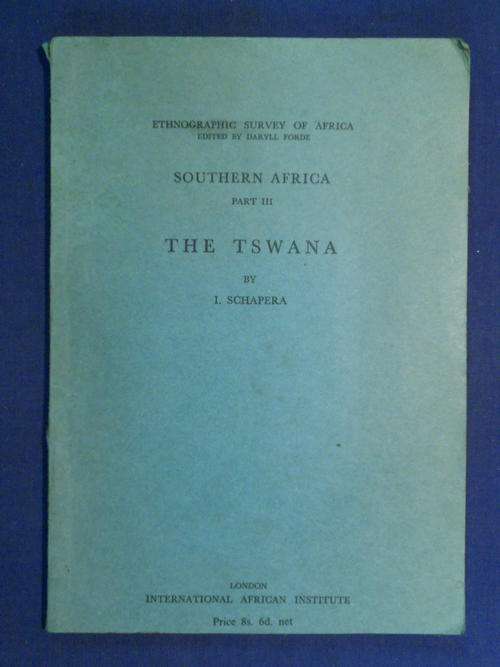 ETHNOGRAPHIC SURVEY OF AFRICA
EDITED BY DARYLL FORDE
SOUTHERN AFRICA
PART III
THE TSWANA
BY
I. SCHAPERA
LONDON
INTERNATIONAL AFRICAN INSTITUTE
Price 8s. 6d. net